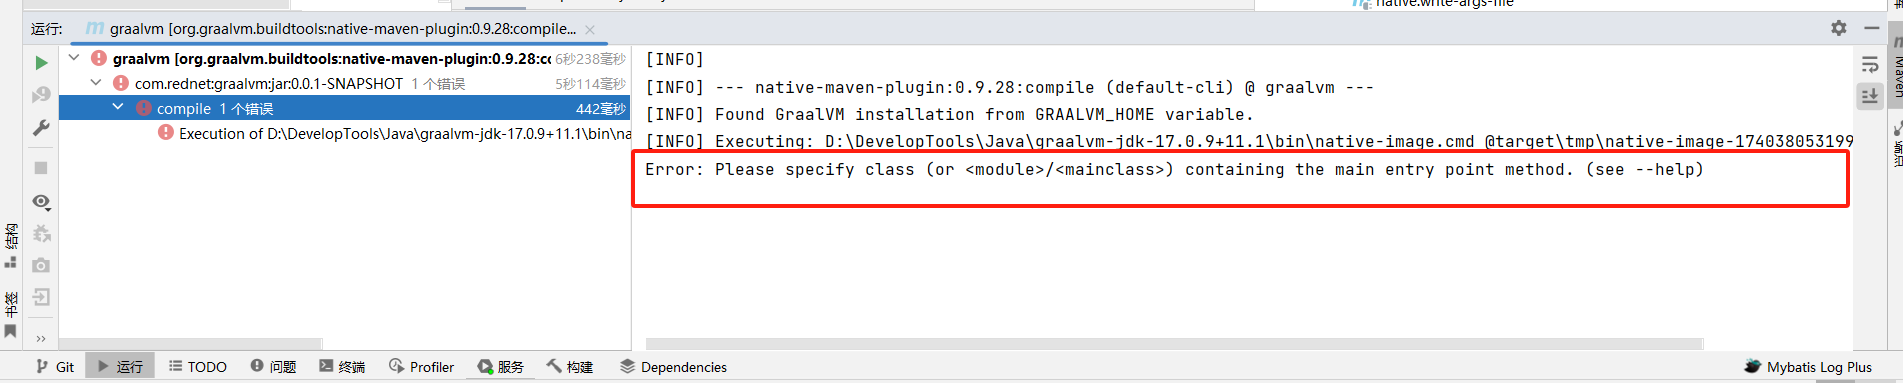 native:write-args-file
运行:
graalvm [org.graalvm.buildtools:native-maven-plugin:0.9.28:compile...
graalvm [org.graalvm.buildtools:native-maven-plugin:0.9.28:co 6秒238毫秒
com.rednet:graalvm:jar:0.0.1-SNAPSHOT 1 个错误 5秒114毫秒
compile 1 个错误 442毫秒
Execution of D:\DevelopTools\Java\graalvm-jdk-17.0.9+11.1\bin\na
[INFO]
[INFO] --- native-maven-plugin:0.9.28:compile (default-cli) @ graalvm ---
[INFO] Found GraalVM installation from GRAALVM_HOME variable.
[INFO] Executing: D:\DevelopTools\Java\graalvm-jdk-17.0.9+11.1\bin\native-image.cmd @target\tmp\native-image-174038053199
Error: Please specify class (or <module>/<mainclass>) containing the main entry point method. (see --help)
Maven
结构
书签
Git
运行
TODO
问题
终端
Profiler
服务
构建
Dependencies
Mybatis Log Plus